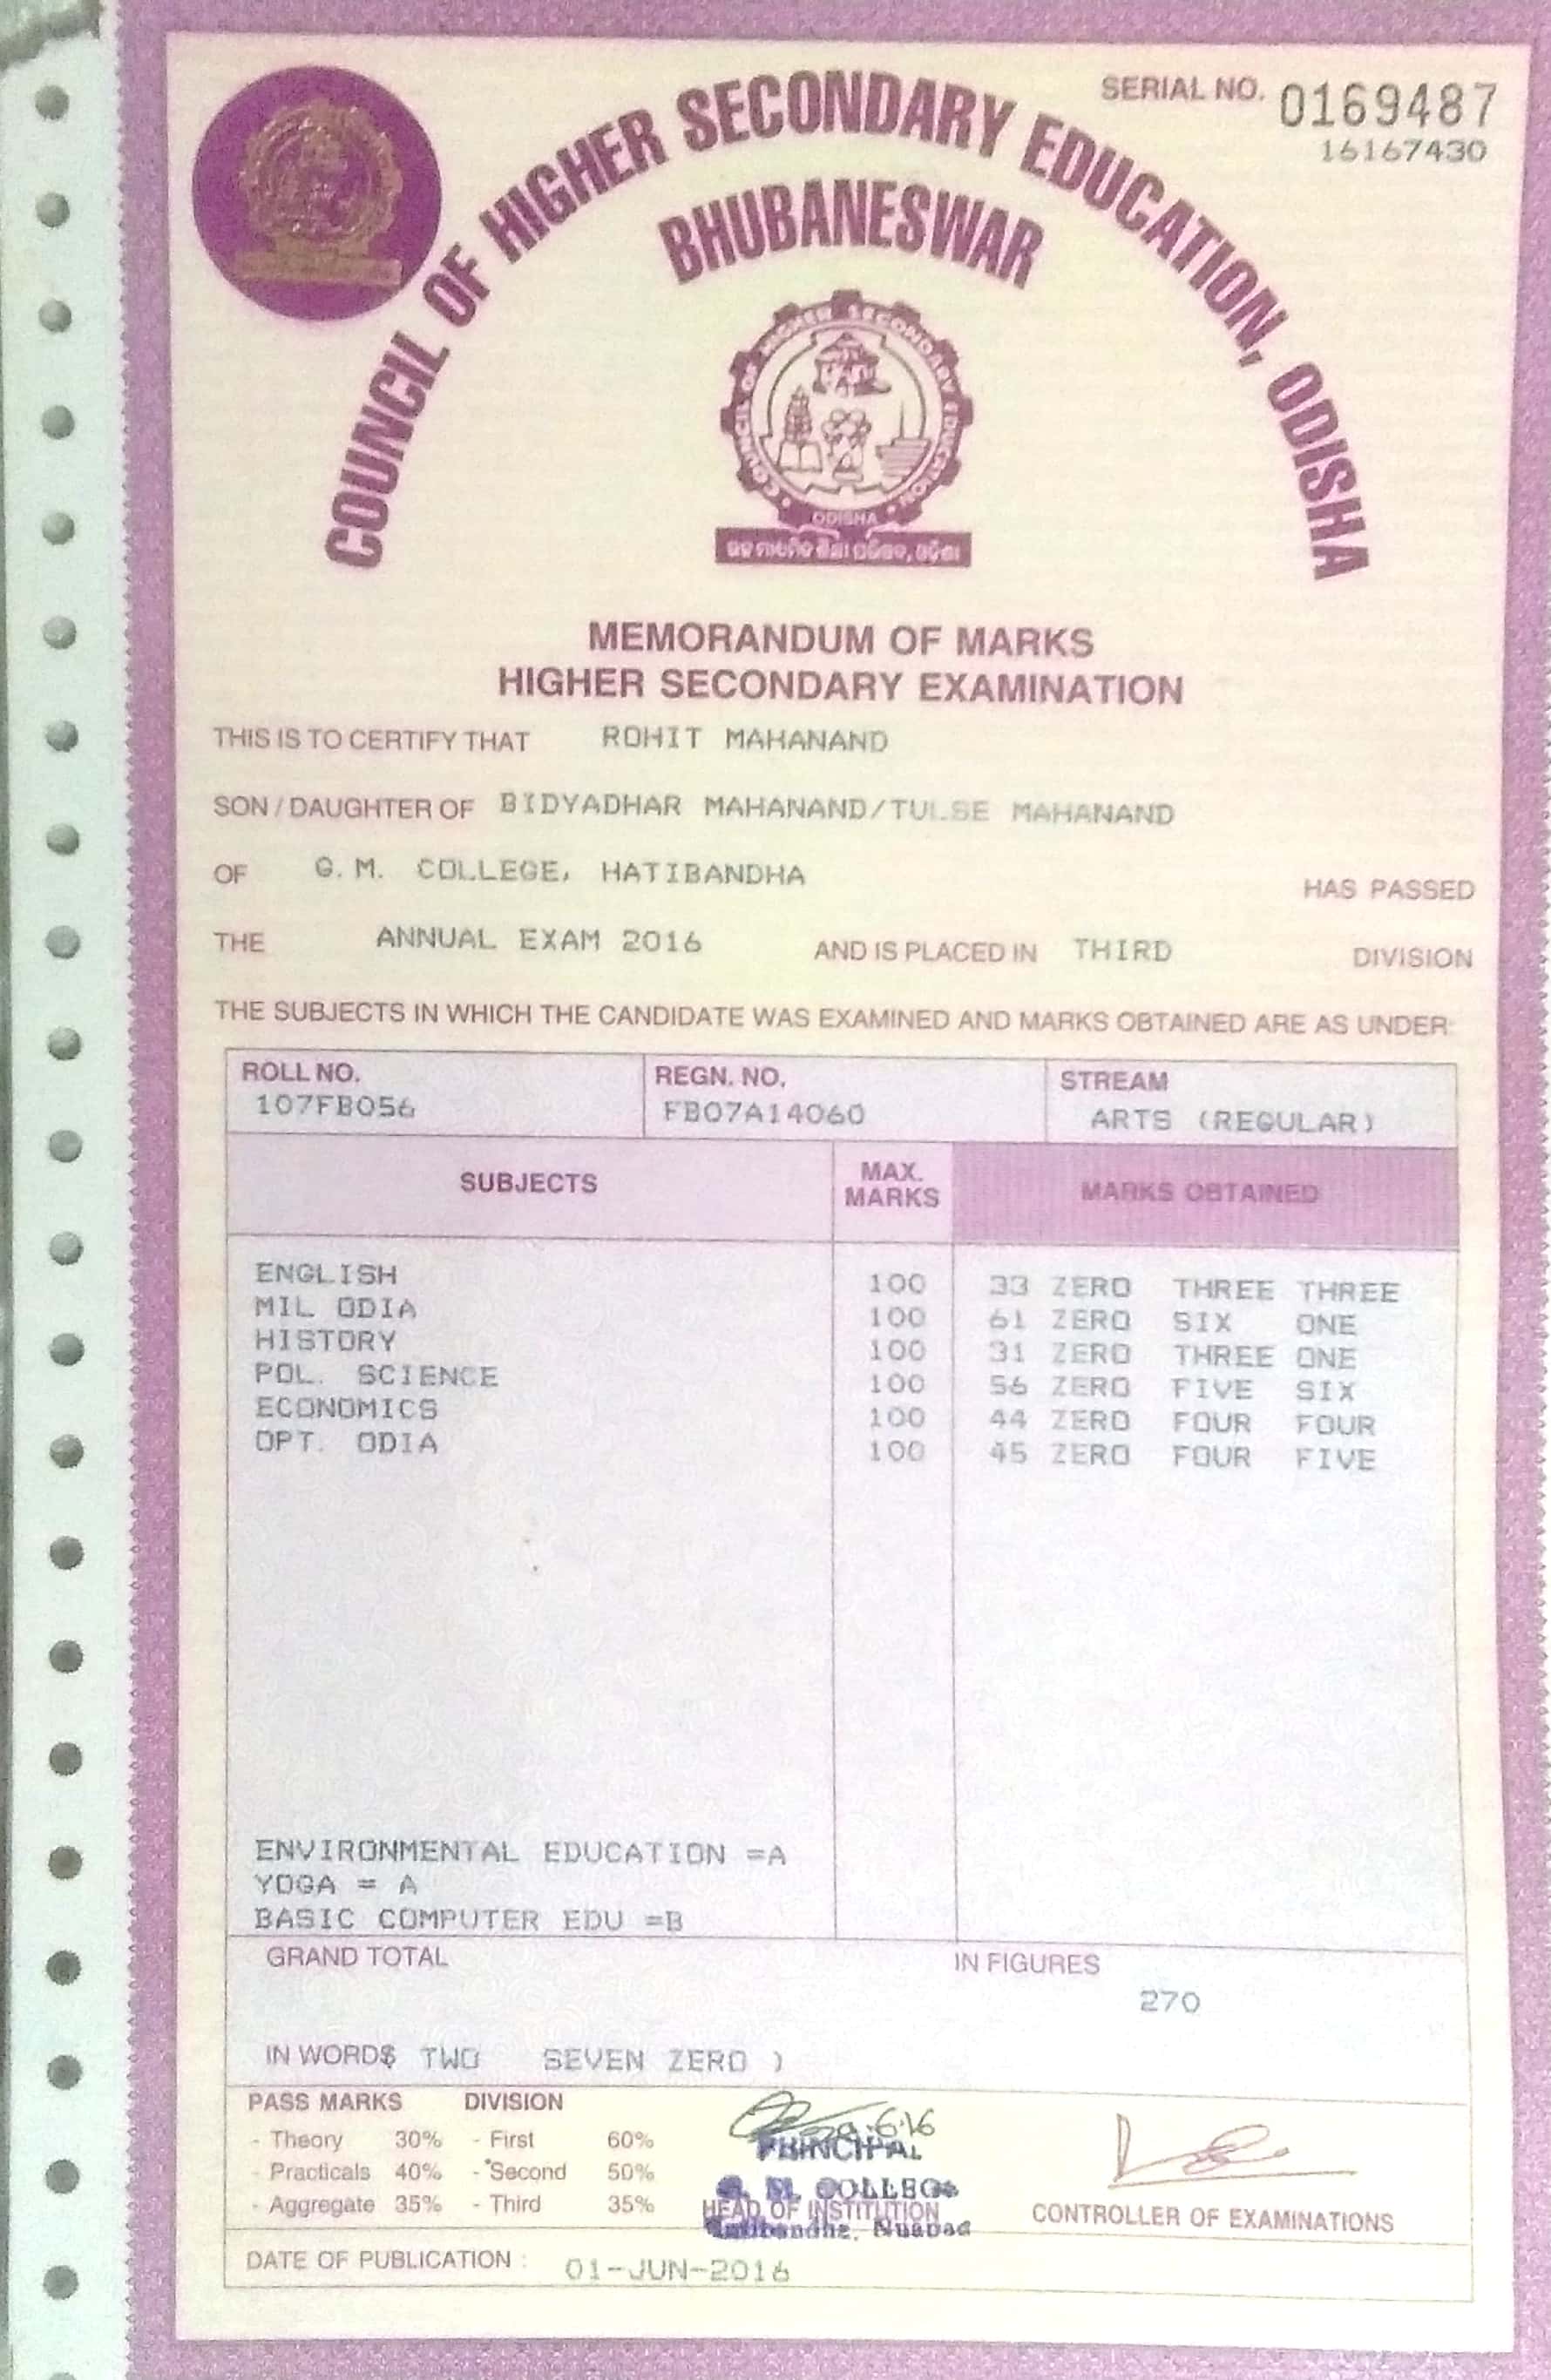 SERIAL NO. 0169487
16167430
COUNCIL OF HIGHER SECONDARY EDUCATION, ODISHA
BHUBANESWAR
COUNCIL OF HIGHER SECONDARY EDUCATION
ODISHA
MEMORANDUM OF MARKS
HIGHER SECONDARY EXAMINATION
THIS IS TO CERTIFY THAT ROHIT MAHANAND
SON / DAUGHTER OF BIDYADHAR MAHANAND/TULSE MAHANAND
OF G. M. COLLEGE, HATIBANDHA HAS PASSED
THE ANNUAL EXAM 2016 AND IS PLACED IN THIRD DIVISION
THE SUBJECTS IN WHICH THE CANDIDATE WAS EXAMINED AND MARKS OBTAINED ARE AS UNDER:
ROLL NO. REGN. NO. STREAM
107FB056 FB07A14060 ARTS (REGULAR)
SUBJECTS MAX. MARKS MARKS OBTAINED
ENGLISH 100 33 ZERO THREE THREE
MIL ODIA 100 61 ZERO SIX ONE
HISTORY 100 31 ZERO THREE ONE
POL. SCIENCE 100 56 ZERO FIVE SIX
ECONOMICS 100 44 ZERO FOUR FOUR
OPT. ODIA 100 45 ZERO FOUR FIVE
ENVIRONMENTAL EDUCATION =A
YOGA = A
BASIC COMPUTER EDU =B
GRAND TOTAL IN FIGURES
270
IN WORDS TWO SEVEN ZERO )
PASS MARKS DIVISION
- Theory 30% - First 60%
- Practicals 40% - Second 50%
- Aggregate 35% - Third 35%
PRINCIPAL
G. M. COLLEGE
HEAD OF INSTITUTION
CONTROLLER OF EXAMINATIONS
DATE OF PUBLICATION : 01-JUN-2016